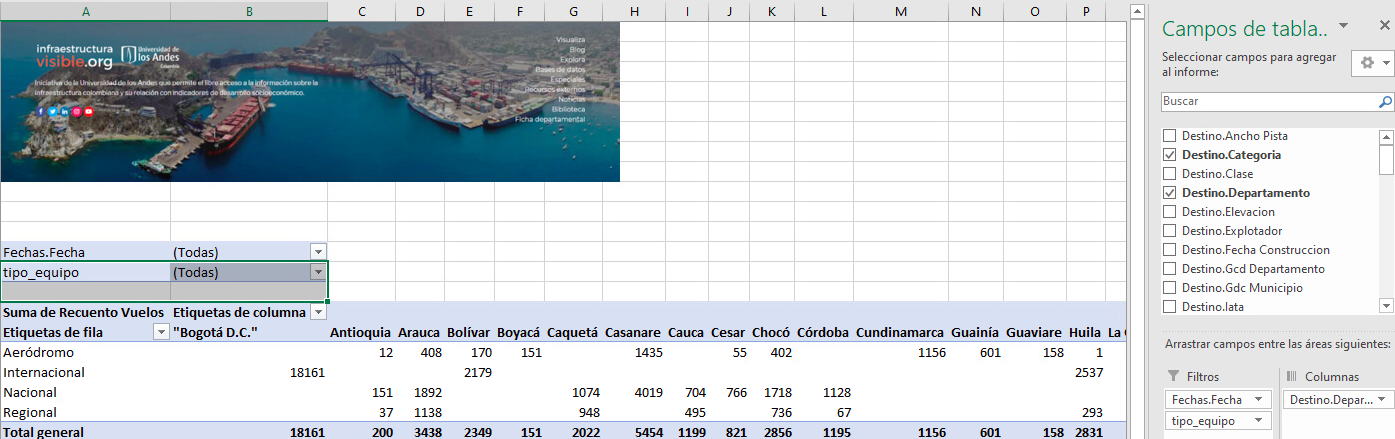 A B C D E F G H I J K L M N O P
infraestructura
visible.org
Universidad de
los Andes
Colombia
Iniciativa de la Universidad de los Andes que permite el libre acceso a la información sobre la
infraestructura colombiana y su relación con indicadores de desarrollo socioeconómico.
Visualiza
Blog
Explora
Bases de datos
Especiales
Recursos externos
Noticias
Biblioteca
Ficha departamental
Fechas.Fecha (Todas)
tipo_equipo (Todas)
Suma de Recuento Vuelos Etiquetas de columna
Etiquetas de fila "Bogotá D.C." Antioquia Arauca Bolívar Boyacá Caquetá Casanare Cauca Cesar Chocó Córdoba Cundinamarca Guainía Guaviare Huila La
Aeródromo 12 408 170 151 1435 55 402 1156 601 158 1
Internacional 18161 2179 2537
Nacional 151 1892 1074 4019 704 766 1718 1128
Regional 37 1138 948 495 736 67 293
Total general 18161 200 3438 2349 151 2022 5454 1199 821 2856 1195 1156 601 158 2831
Campos de tabla..
Seleccionar campos para agregar
al informe:
Buscar
Destino.Ancho Pista
Destino.Categoria
Destino.Clase
Destino.Departamento
Destino.Elevacion
Destino.Explotador
Destino.Fecha Construccion
Destino.Gcd Departamento
Destino.Gdc Municipio
Destino.Iata
Arrastrar campos entre las áreas siguientes:
Filtros
Columnas
Fechas.Fecha
Destino.Depar...
tipo_equipo